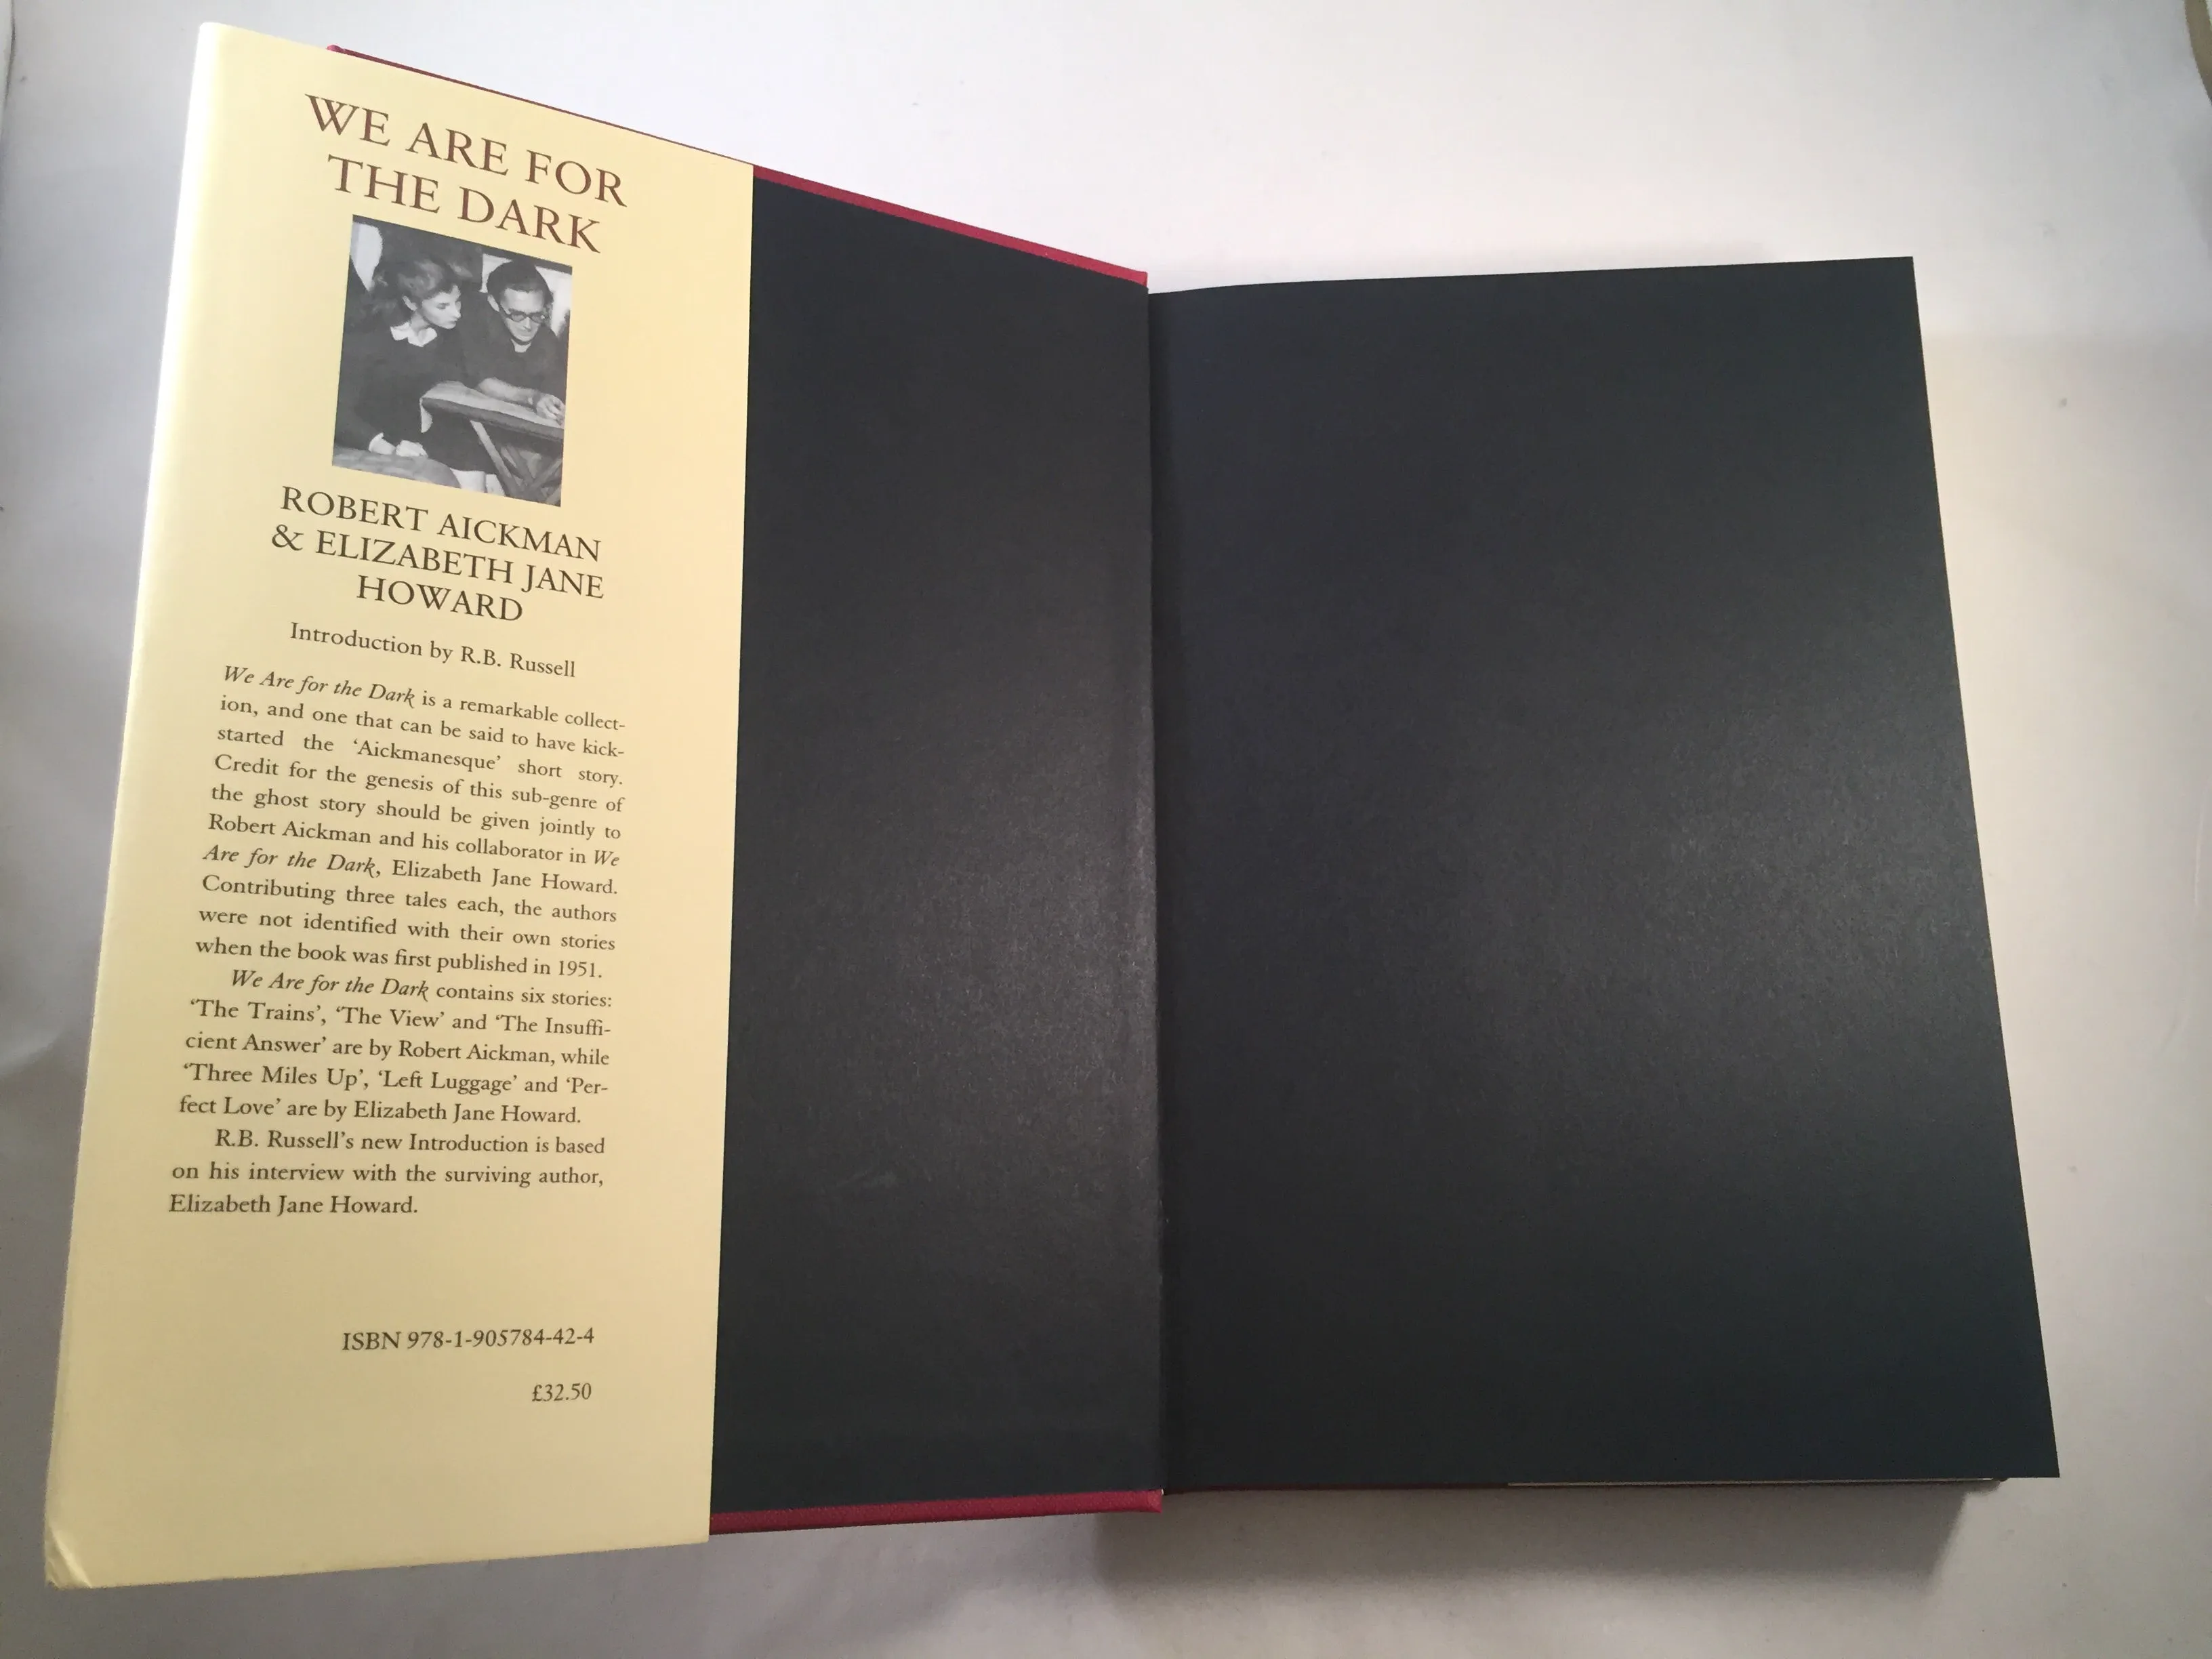 WE ARE FOR
THE DARK
ROBERT AICKMAN
& ELIZABETH JANE
HOWARD
Introduction by R.B. Russell
We Are for the Dark is a remarkable collect-
ion, and one that can be said to have kick-
started the ‘Aickmanesque’ short story.
Credit for the genesis of this sub-genre of
the ghost story should be given jointly to
Robert Aickman and his collaborator in We
Are for the Dark, Elizabeth Jane Howard.
Contributing three tales each, the authors
were not identified with their own stories
when the book was first published in 1951.
We Are for the Dark contains six stories:
‘The Trains’, ‘The View’ and ‘The Insuffi-
cient Answer’ are by Robert Aickman, while
‘Three Miles Up’, ‘Left Luggage’ and ‘Per-
fect Love’ are by Elizabeth Jane Howard.
R.B. Russell’s new Introduction is based
on his interview with the surviving author,
Elizabeth Jane Howard.
ISBN 978-1-905784-42-4
£32.50